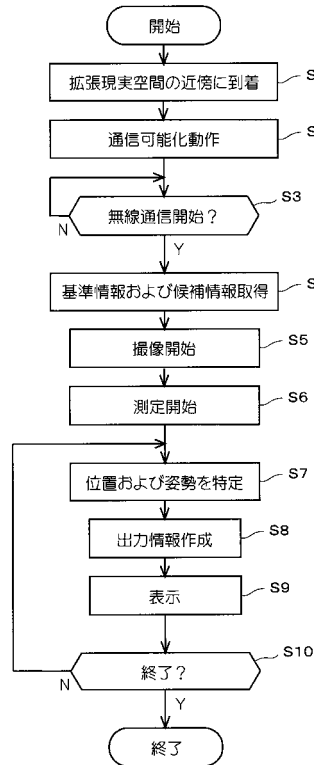 開始
拡張現実空間の近傍に到着
S
通信可能化動作
S
無線通信開始？
S3
N
Y
基準情報および候補情報取得
S
撮像開始
S5
測定開始
S6
位置および姿勢を特定
S7
出力情報作成
S8
表示
S9
終了？
S10
N
Y
終了